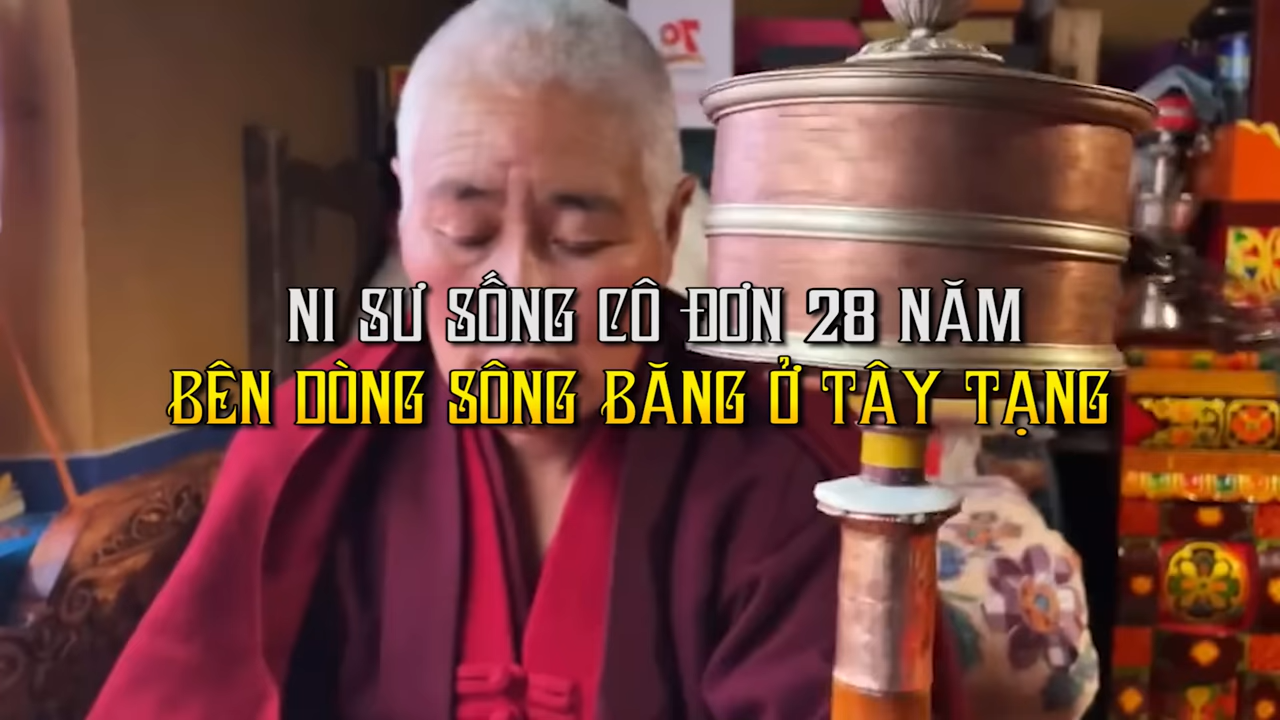 NI SƯ SỐNG CÔ ĐƠN 28 NĂM
BÊN DÒNG SÔNG BĂNG Ở TÂY TẠNG